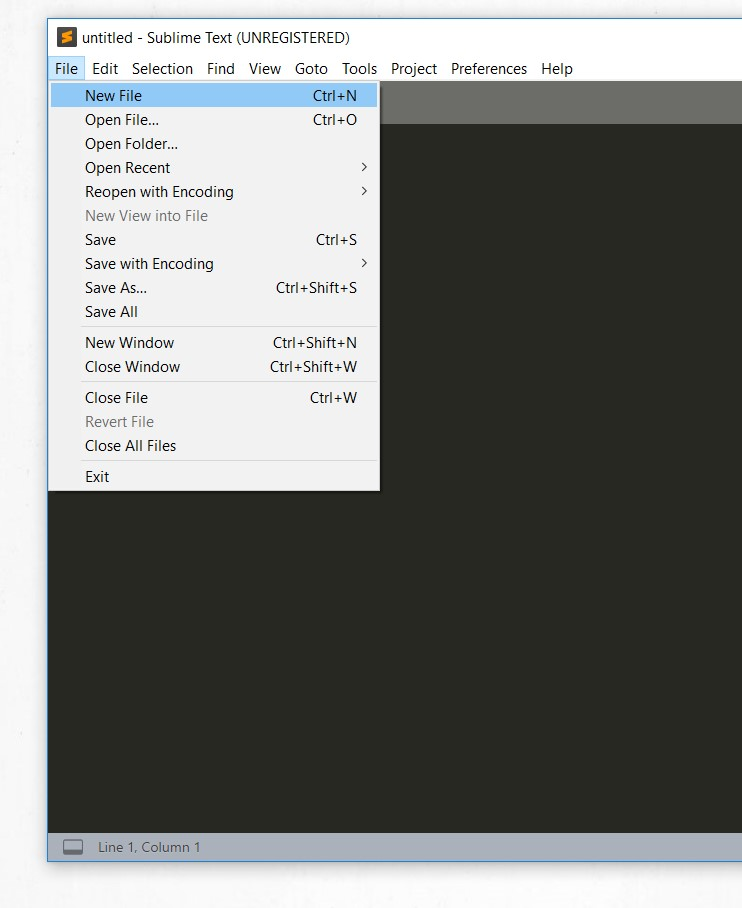 untitled - Sublime Text (UNREGISTERED)
File Edit Selection Find View Goto Tools Project Preferences Help
New File Ctrl+N
Open File... Ctrl+O
Open Folder...
Open Recent
Reopen with Encoding
New View into File
Save Ctrl+S
Save with Encoding
Save As... Ctrl+Shift+S
Save All
New Window Ctrl+Shift+N
Close Window Ctrl+Shift+W
Close File Ctrl+W
Revert File
Close All Files
Exit
Line 1, Column 1